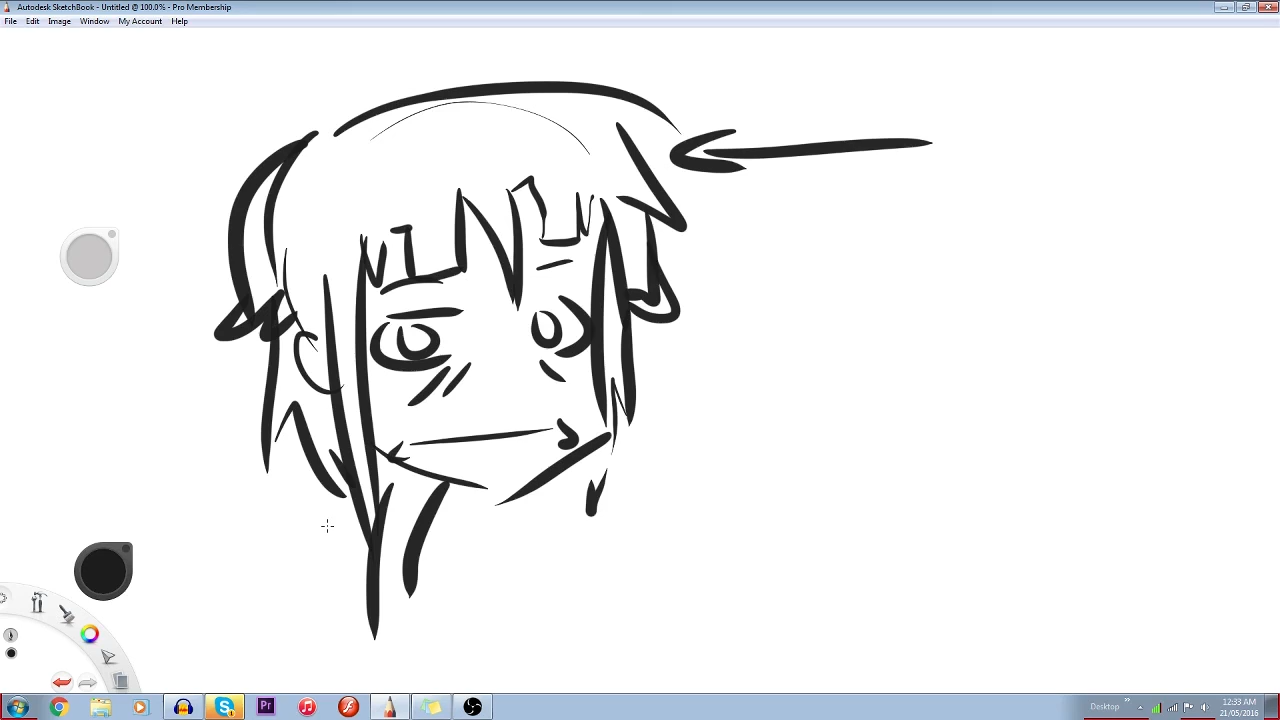 Autodesk SketchBook - Untitled @ 100.0% - Pro Membership
File Edit Image Window My Account Help
Pr
Desktop
12:33 AM
21/05/2016